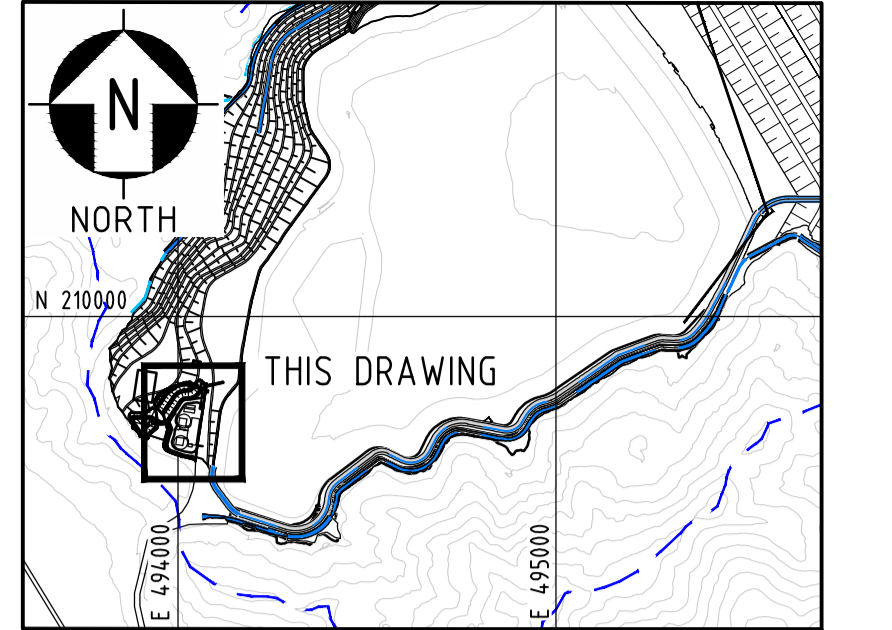 N
NORTH
N 210000
THIS DRAWING
E 494000
E 495000